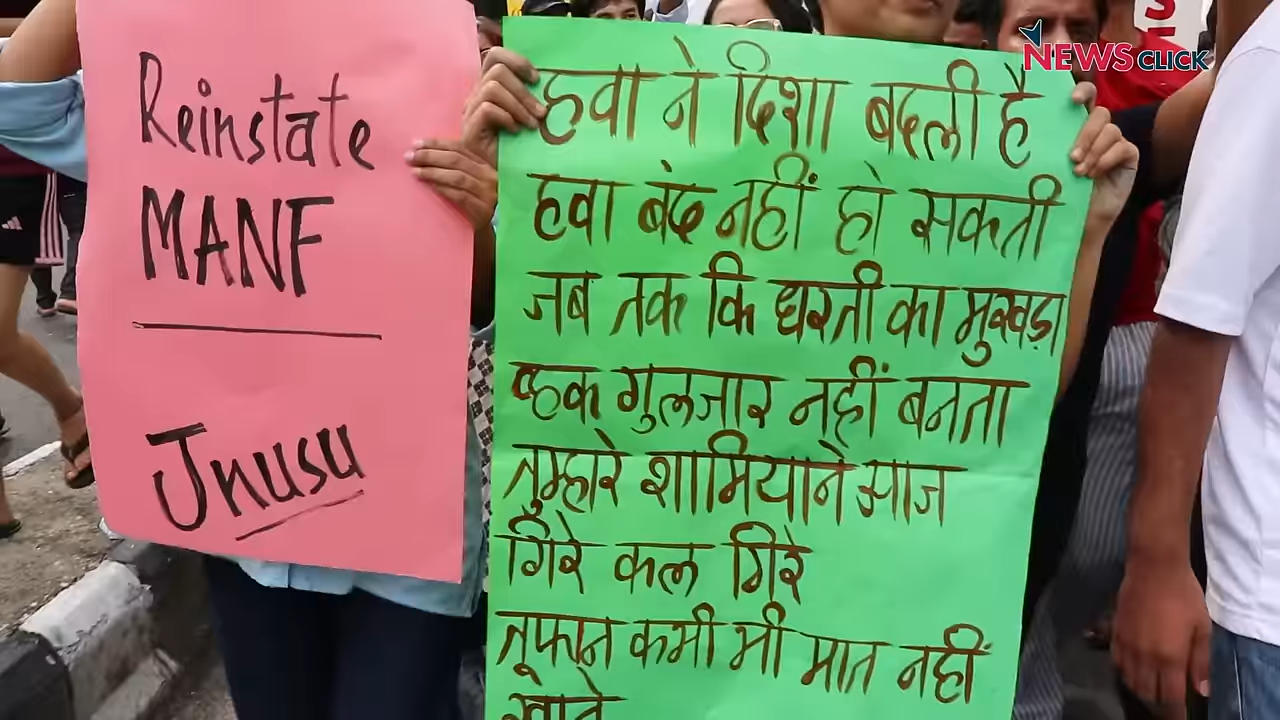 Reinstate
MANF
Jnusu
हवा ने दिशा बदली है
हवा बंद नहीं हो सकती
जब तक कि धरती का मुखड़ा
व्हक गुलजार नहीं बनता
तुम्हारे शामियाने आज
गिरे कल गिरे
तूफान कभी भी मात नहीं
खाते
NEWSCLICK